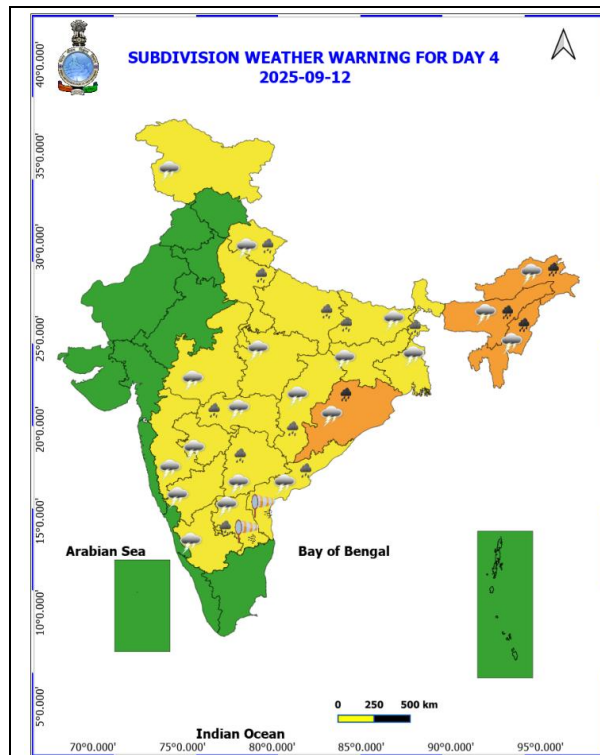 SUBDIVISION WEATHER WARNING FOR DAY 4
2025-09-12
40°0.000'
35°0.000'
30°0.000'
25°0.000'
20°0.000'
15°0.000'
10°0.000'
5°0.000'
Arabian Sea
Bay of Bengal
0 250 500 km
Indian Ocean
70°0.000' 75°0.000' 80°0.000' 85°0.000' 90°0.000' 95°0.000'